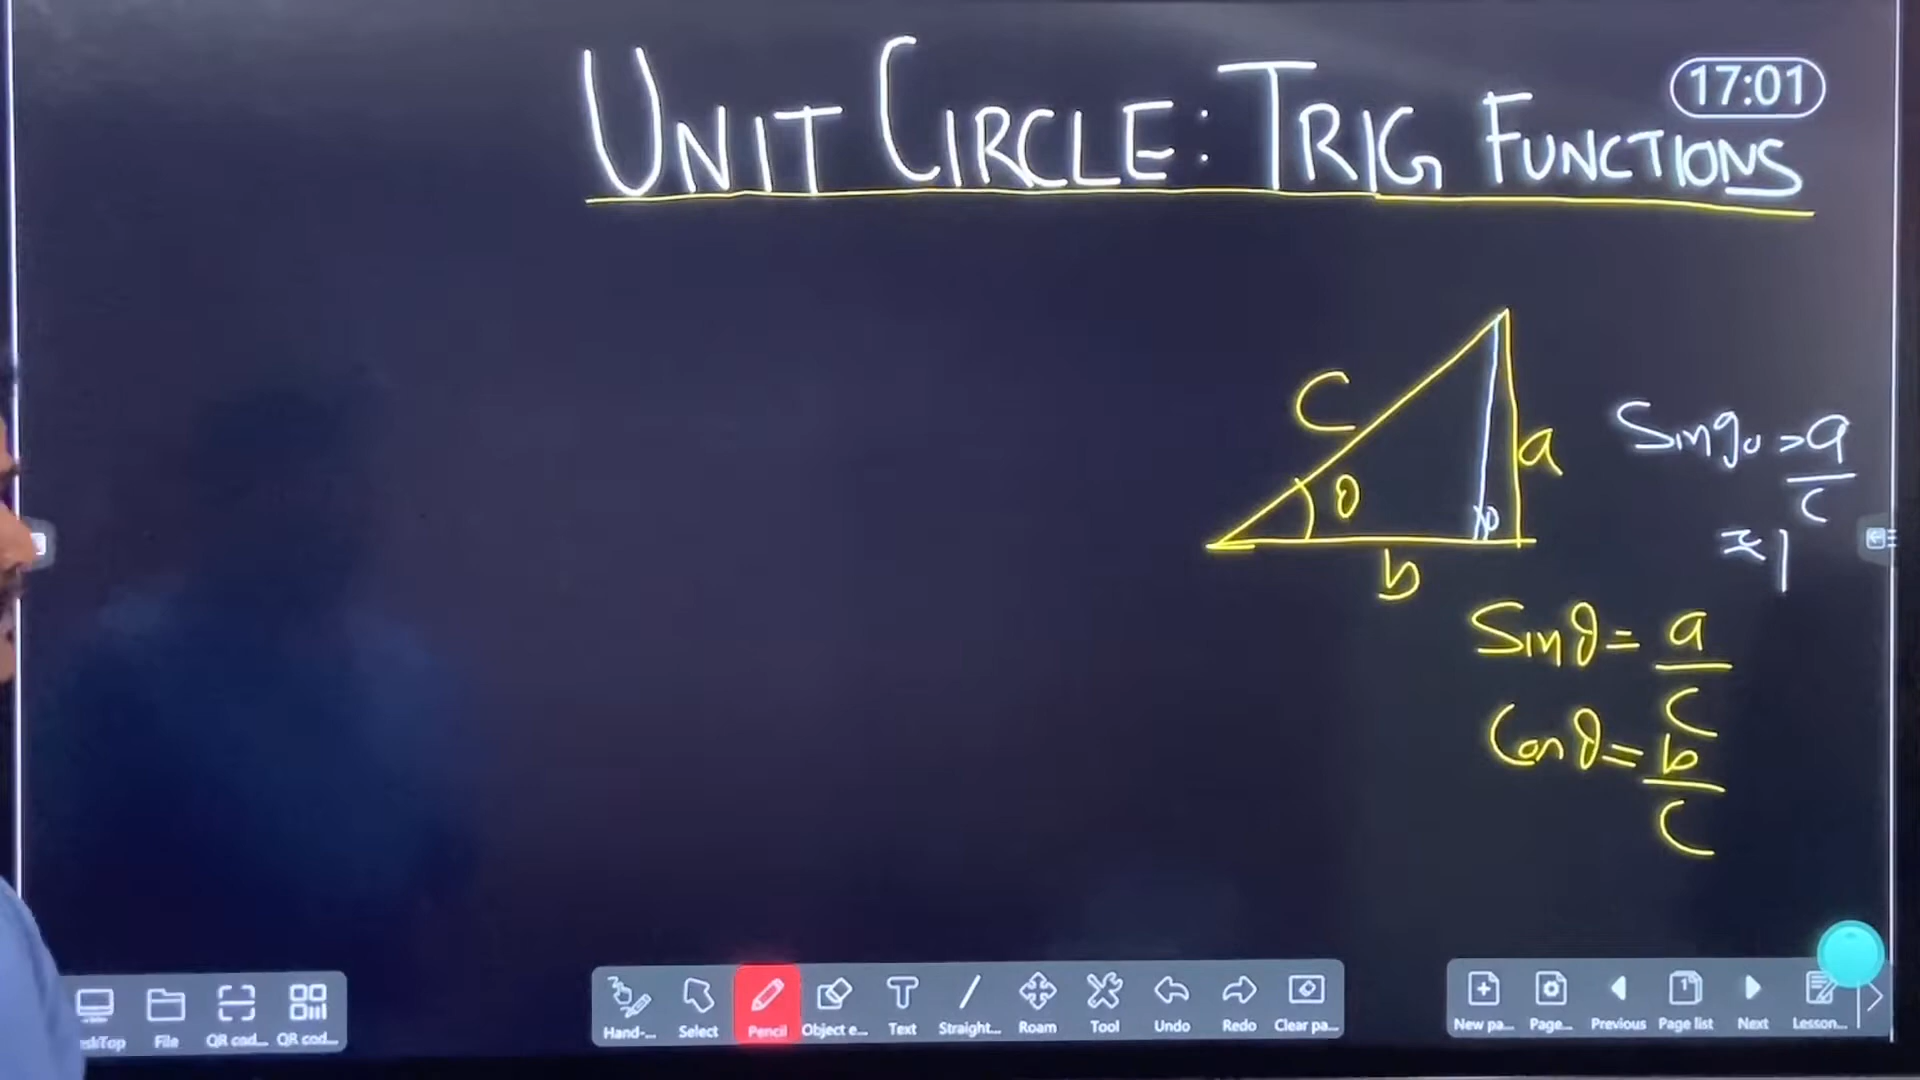 17:01
UNIT CIRCLE: TRIG FUNCTIONS
C
θ
a
b
Sin90 = a/c
≈1
Sinθ = a/c
Cosθ = b/c
File
QR cod...
QR cod...
Hand-...
Select
Pencil
Object e...
Text
Straight...
Roam
Tool
Undo
Redo
Clear pa...
New pa...
Page...
Previous
Page list
Next
Lesson...